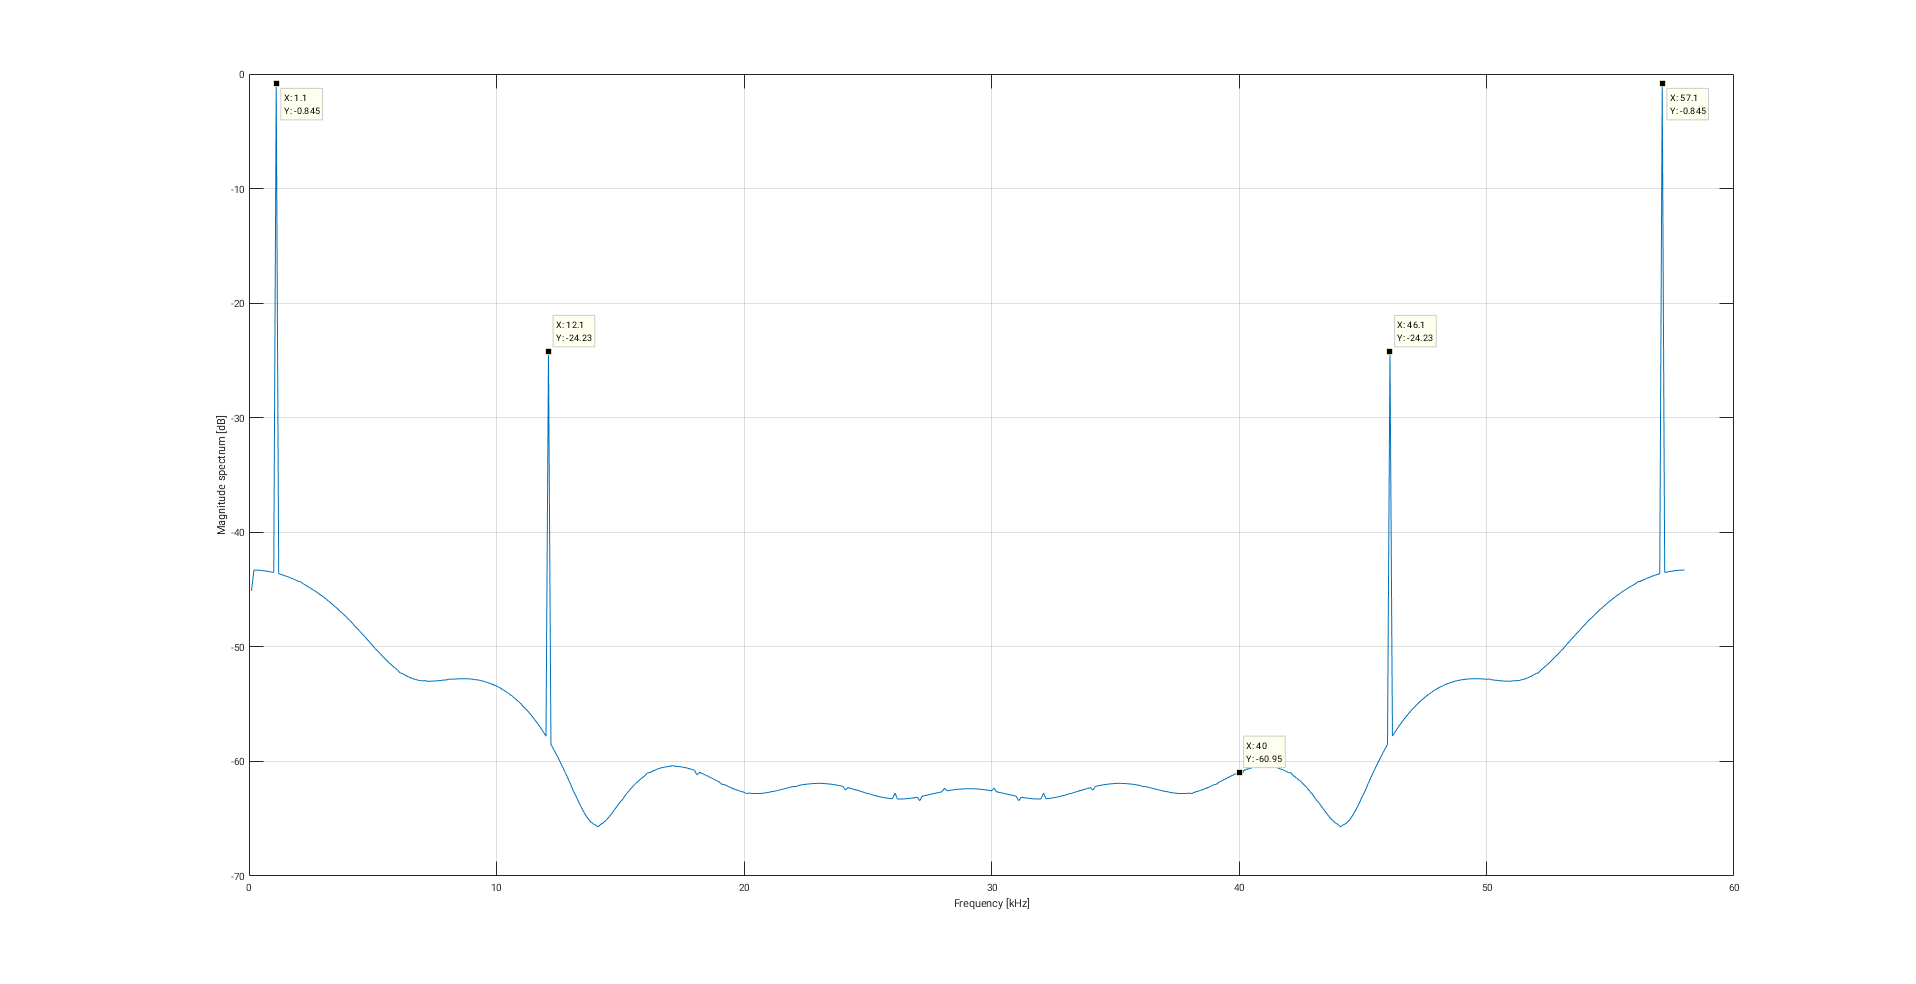 0
X: 1.1
Y: -0.845
X: 57.1
Y: -0.845
-10
-20
X: 12.1
Y: -24.23
X: 46.1
Y: -24.23
-30
Magnitude spectrum [dB]
-40
-50
-60
X: 40
Y: -60.95
-70
0
10
20
30
40
50
60
Frequency [kHz]